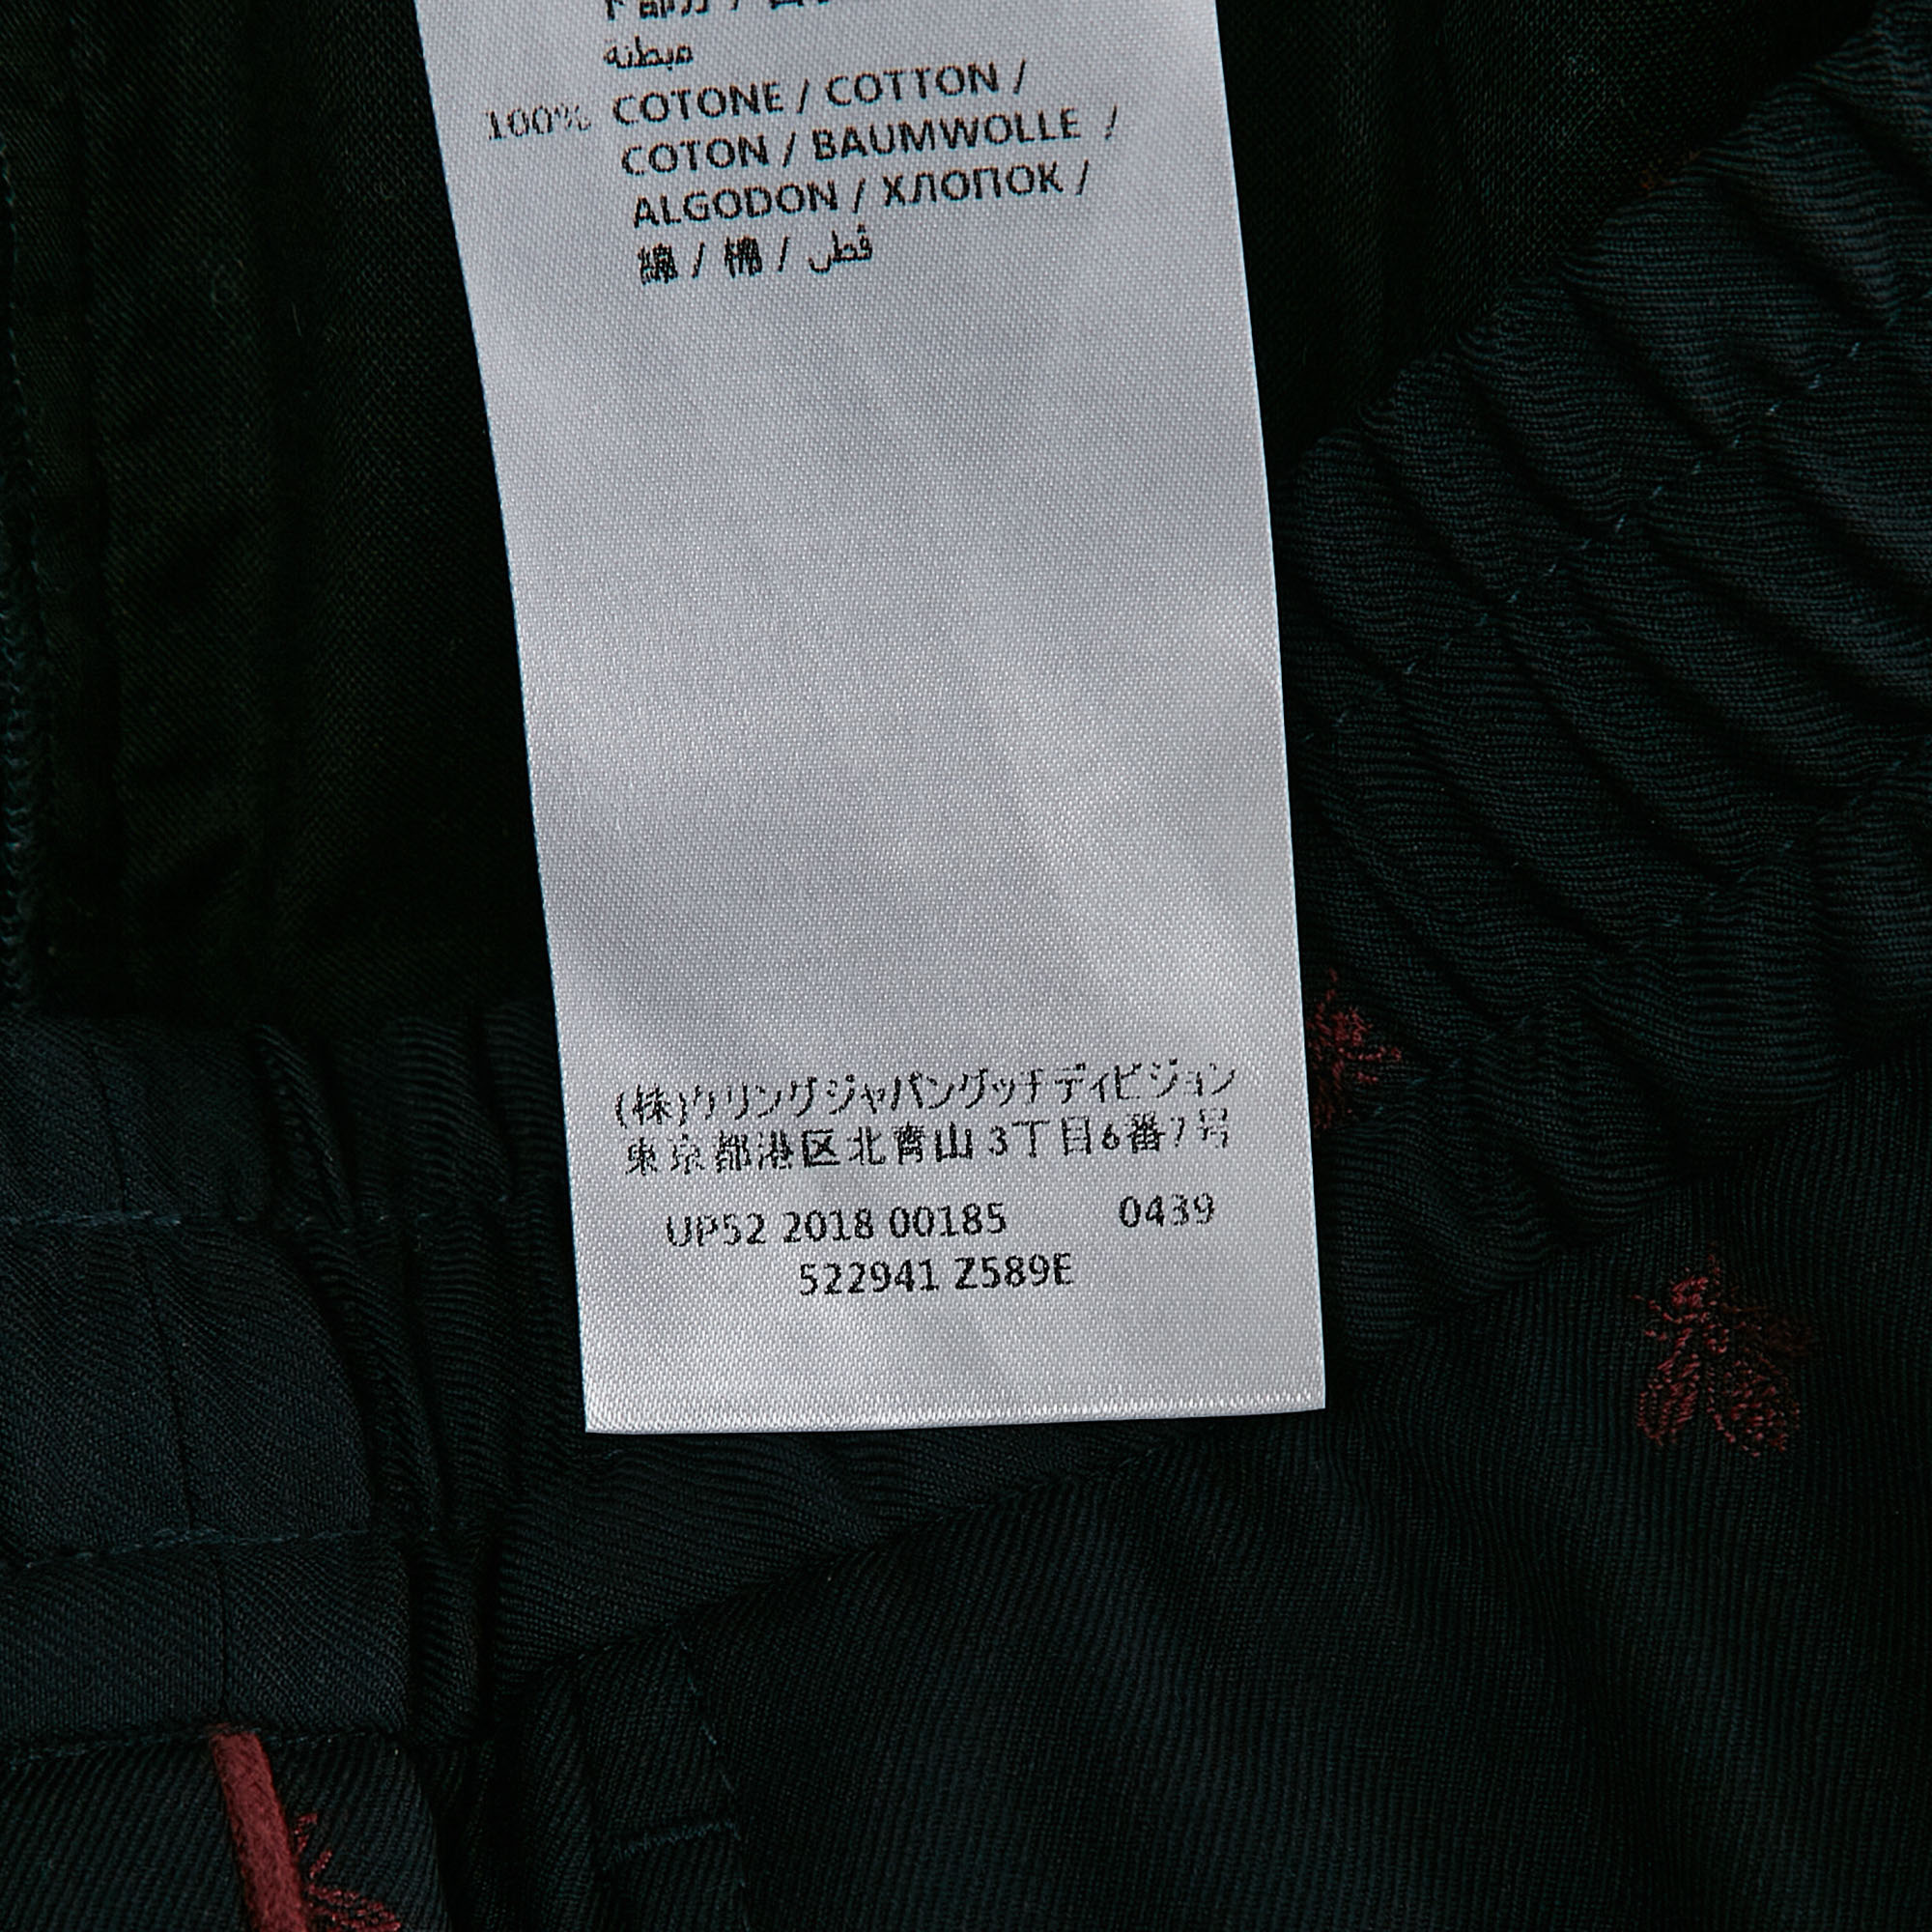 مبطنة
100% COTONE / COTTON /
COTON / BAUMWOLLE /
ALGODON / ХЛОПОК /
綿 / 棉 / قطن
(株)ケリングジャパングッチディビジョン
東京都港区北青山3丁目6番7号
UP52 2018 00185 0439
522941 Z589E